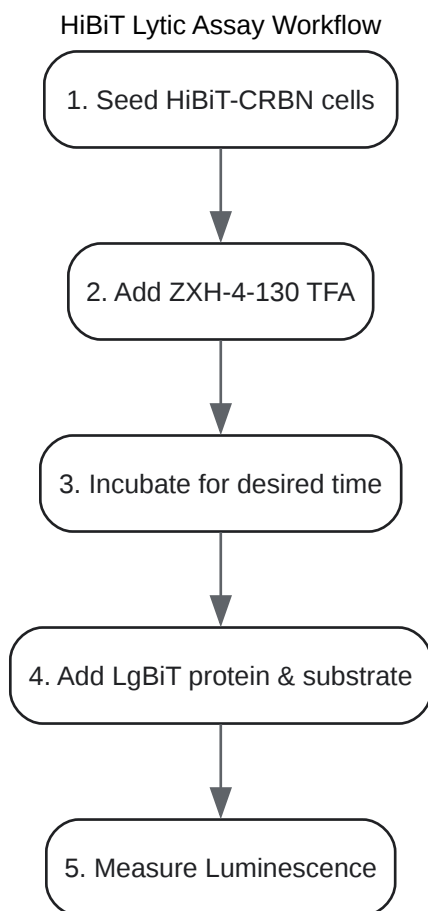 HiBiT Lytic Assay Workflow
1. Seed HiBiT-CRBN cells
2. Add ZXH-4-130 TFA
3. Incubate for desired time
4. Add LgBiT protein & substrate
5. Measure Luminescence